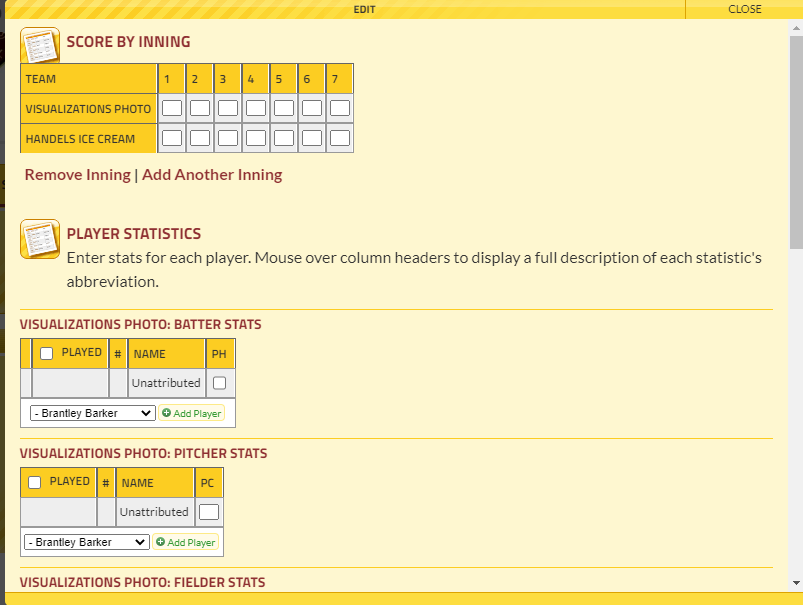 EDIT
CLOSE
SCORE BY INNING
TEAM 1 2 3 4 5 6 7
VISUALIZATIONS PHOTO
HANDELS ICE CREAM
Remove Inning | Add Another Inning
PLAYER STATISTICS
Enter stats for each player. Mouse over column headers to display a full description of each statistic's
abbreviation.
VISUALIZATIONS PHOTO: BATTER STATS
PLAYED # NAME PH
Unattributed
- Brantley Barker Add Player
VISUALIZATIONS PHOTO: PITCHER STATS
PLAYED # NAME PC
Unattributed
- Brantley Barker Add Player
VISUALIZATIONS PHOTO: FIELDER STATS